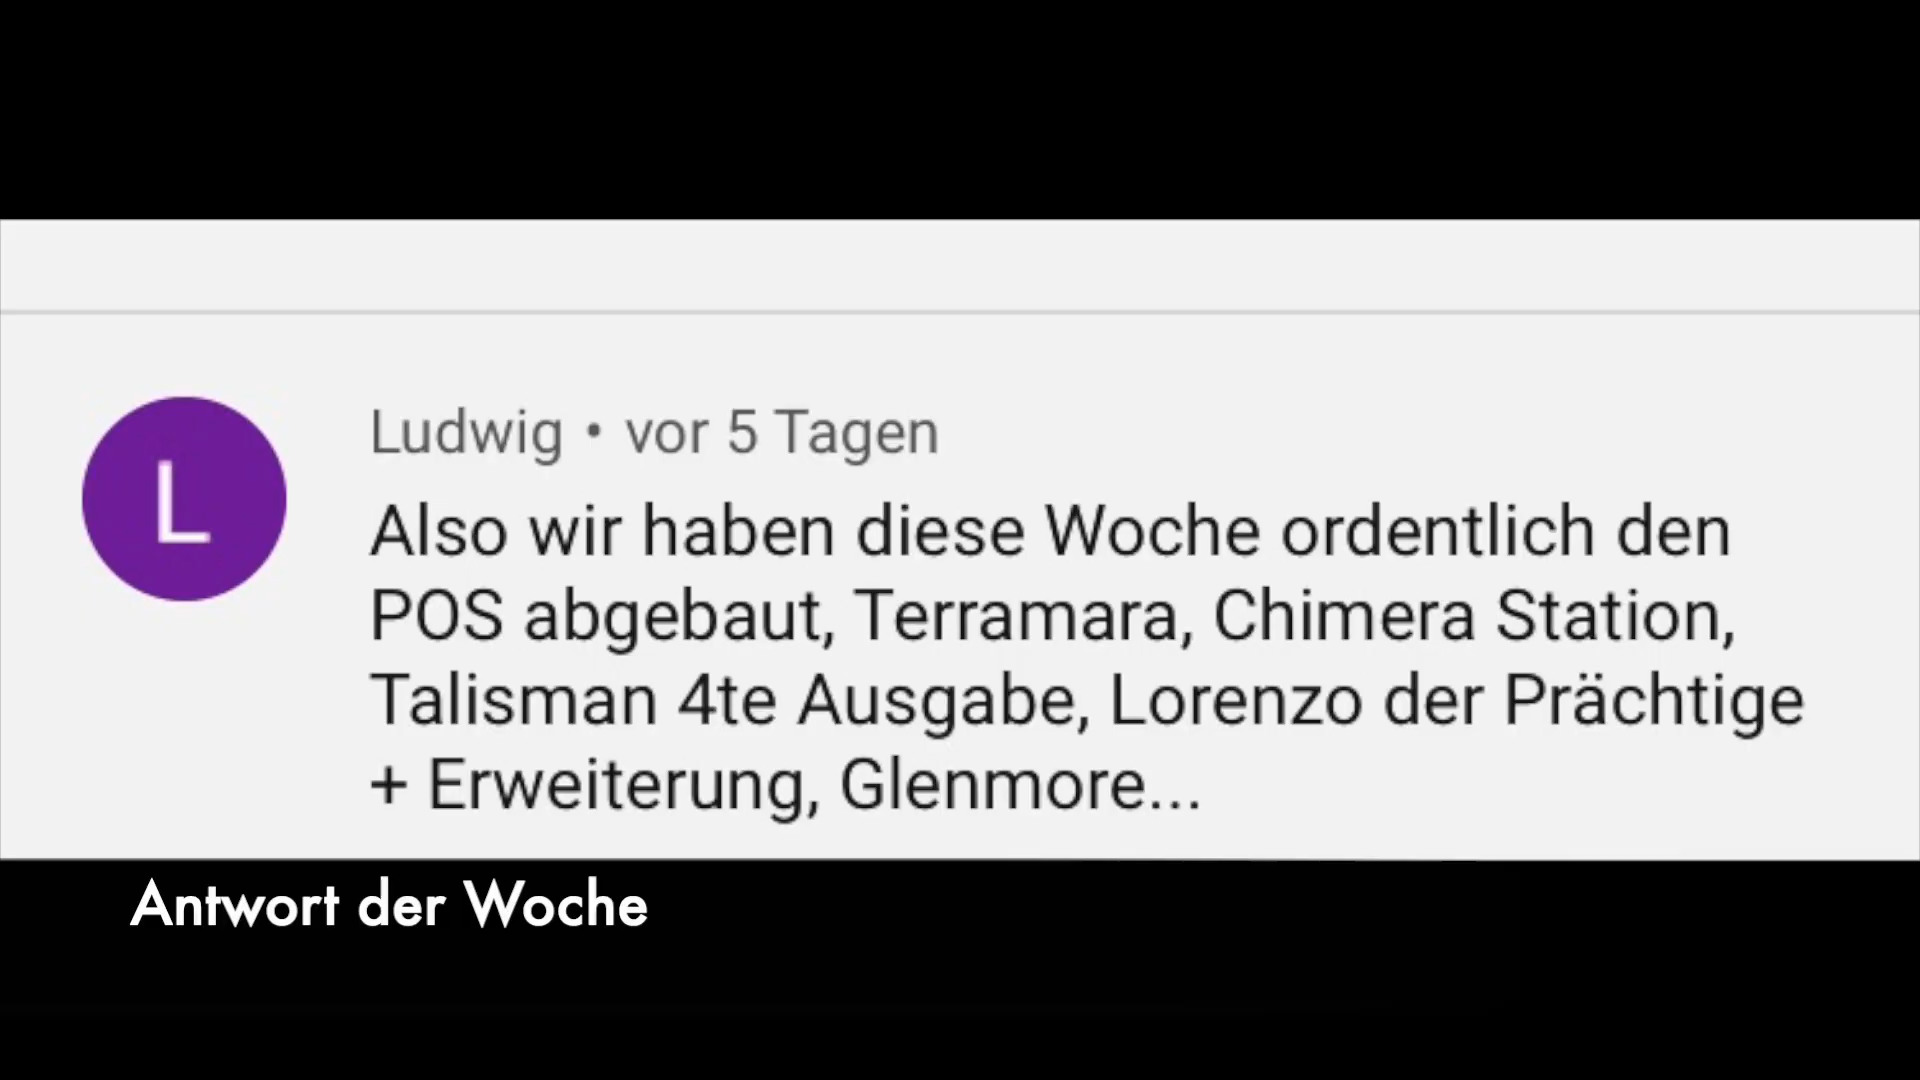 L
Ludwig • vor 5 Tagen
Also wir haben diese Woche ordentlich den
POS abgebaut, Terramara, Chimera Station,
Talisman 4te Ausgabe, Lorenzo der Prächtige
+ Erweiterung, Glenmore...
Antwort der Woche